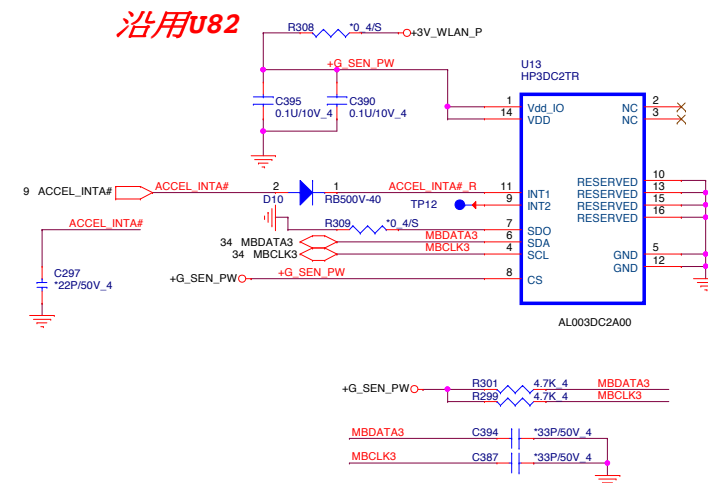 沿用U82
R308 *0_4/S +3V_WLAN_P
+G_SEN_PW
U13
HP3DC2TR
C395
0.1U/10V_4
C390
0.1U/10V_4
1 Vdd_IO NC 2
14 VDD NC 3
9 ACCEL_INTA# ACCEL_INTA# 2 1 ACCEL_INTA#_R 11 INT1
D10 RB500V-40
TP12 9 INT2
RESERVED 10
RESERVED 13
RESERVED 15
RESERVED 16
R309 *0_4/S 7 SDO
34 MBDATA3 MBDATA3 6 SDA
34 MBCLK3 MBCLK3 4 SCL
GND 5
GND 12
ACCEL_INTA#
C297
*22P/50V_4
+G_SEN_PW +G_SEN_PW 8 CS
AL003DC2A00
+G_SEN_PW R301 4.7K_4 MBDATA3
R299 4.7K_4 MBCLK3
MBDATA3 C394 *33P/50V_4
MBCLK3 C387 *33P/50V_4